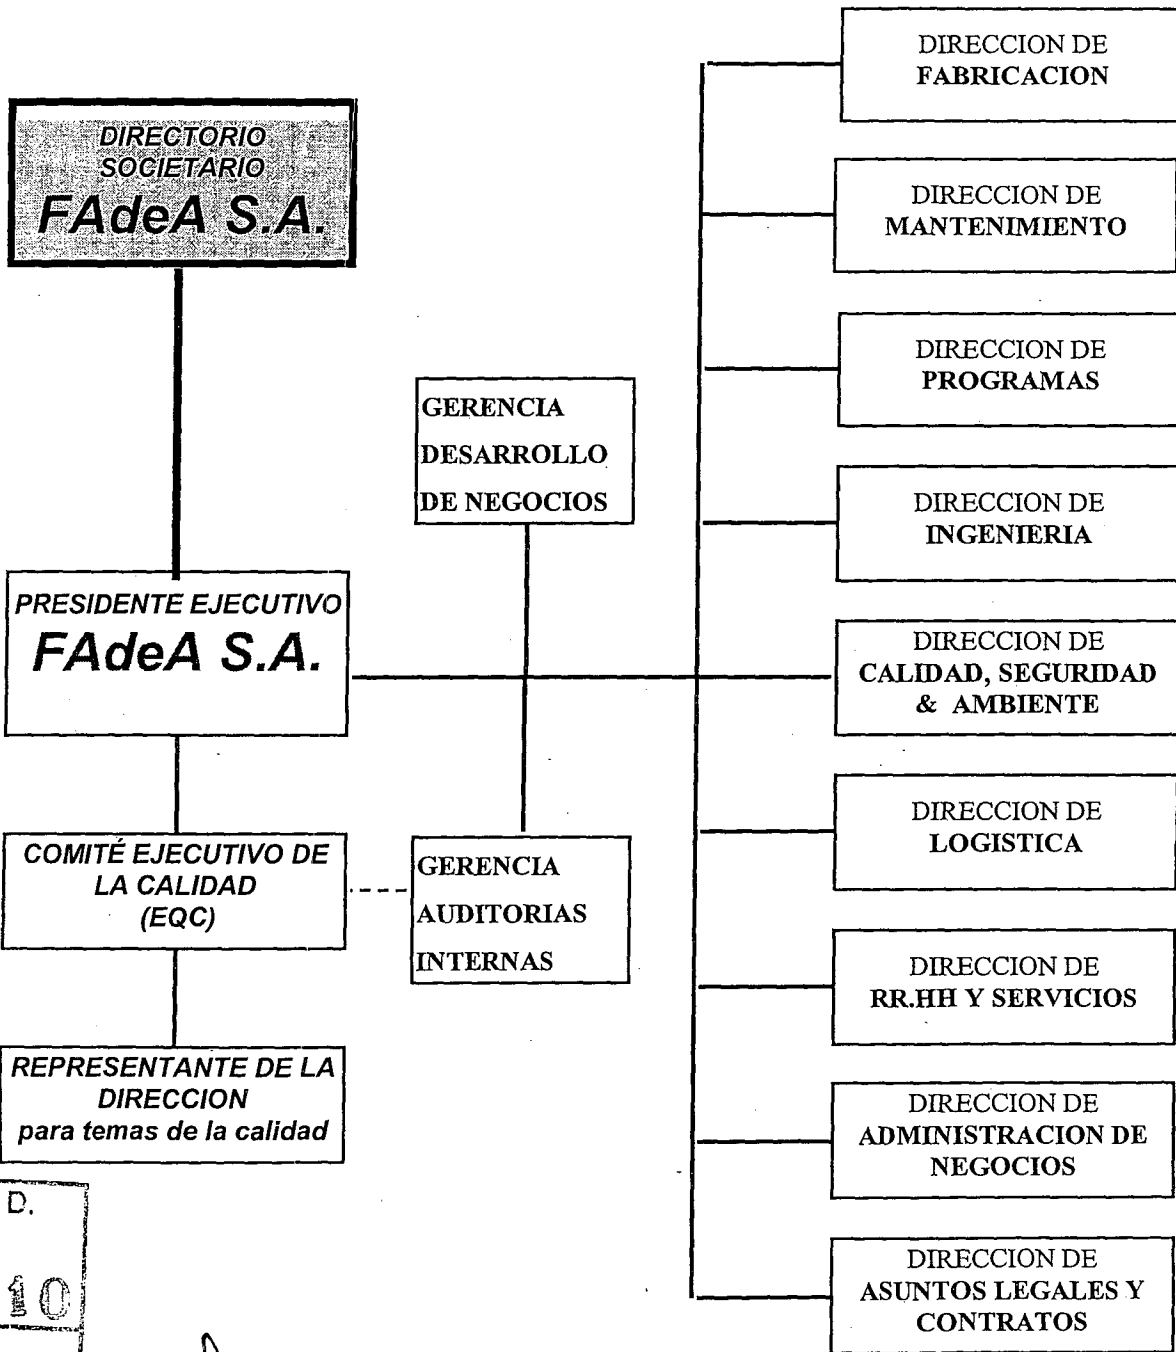 DIRECTORIO
SOCIETARIO
FAdeA S.A.
PRESIDENTE EJECUTIVO
FAdeA S.A.
COMITÉ EJECUTIVO DE
LA CALIDAD
(EQC)
REPRESENTANTE DE LA
DIRECCION
para temas de la calidad
D.
10
GERENCIA
DESARROLLO
DE NEGOCIOS
GERENCIA
AUDITORIAS
INTERNAS
DIRECCION DE
FABRICACION
DIRECCION DE
MANTENIMIENTO
DIRECCION DE
PROGRAMAS
DIRECCION DE
INGENIERIA
DIRECCION DE
CALIDAD, SEGURIDAD
& AMBIENTE
DIRECCION DE
LOGISTICA
DIRECCION DE
RR.HH Y SERVICIOS
DIRECCION DE
ADMINISTRACION DE
NEGOCIOS
DIRECCION DE
ASUNTOS LEGALES Y
CONTRATOS